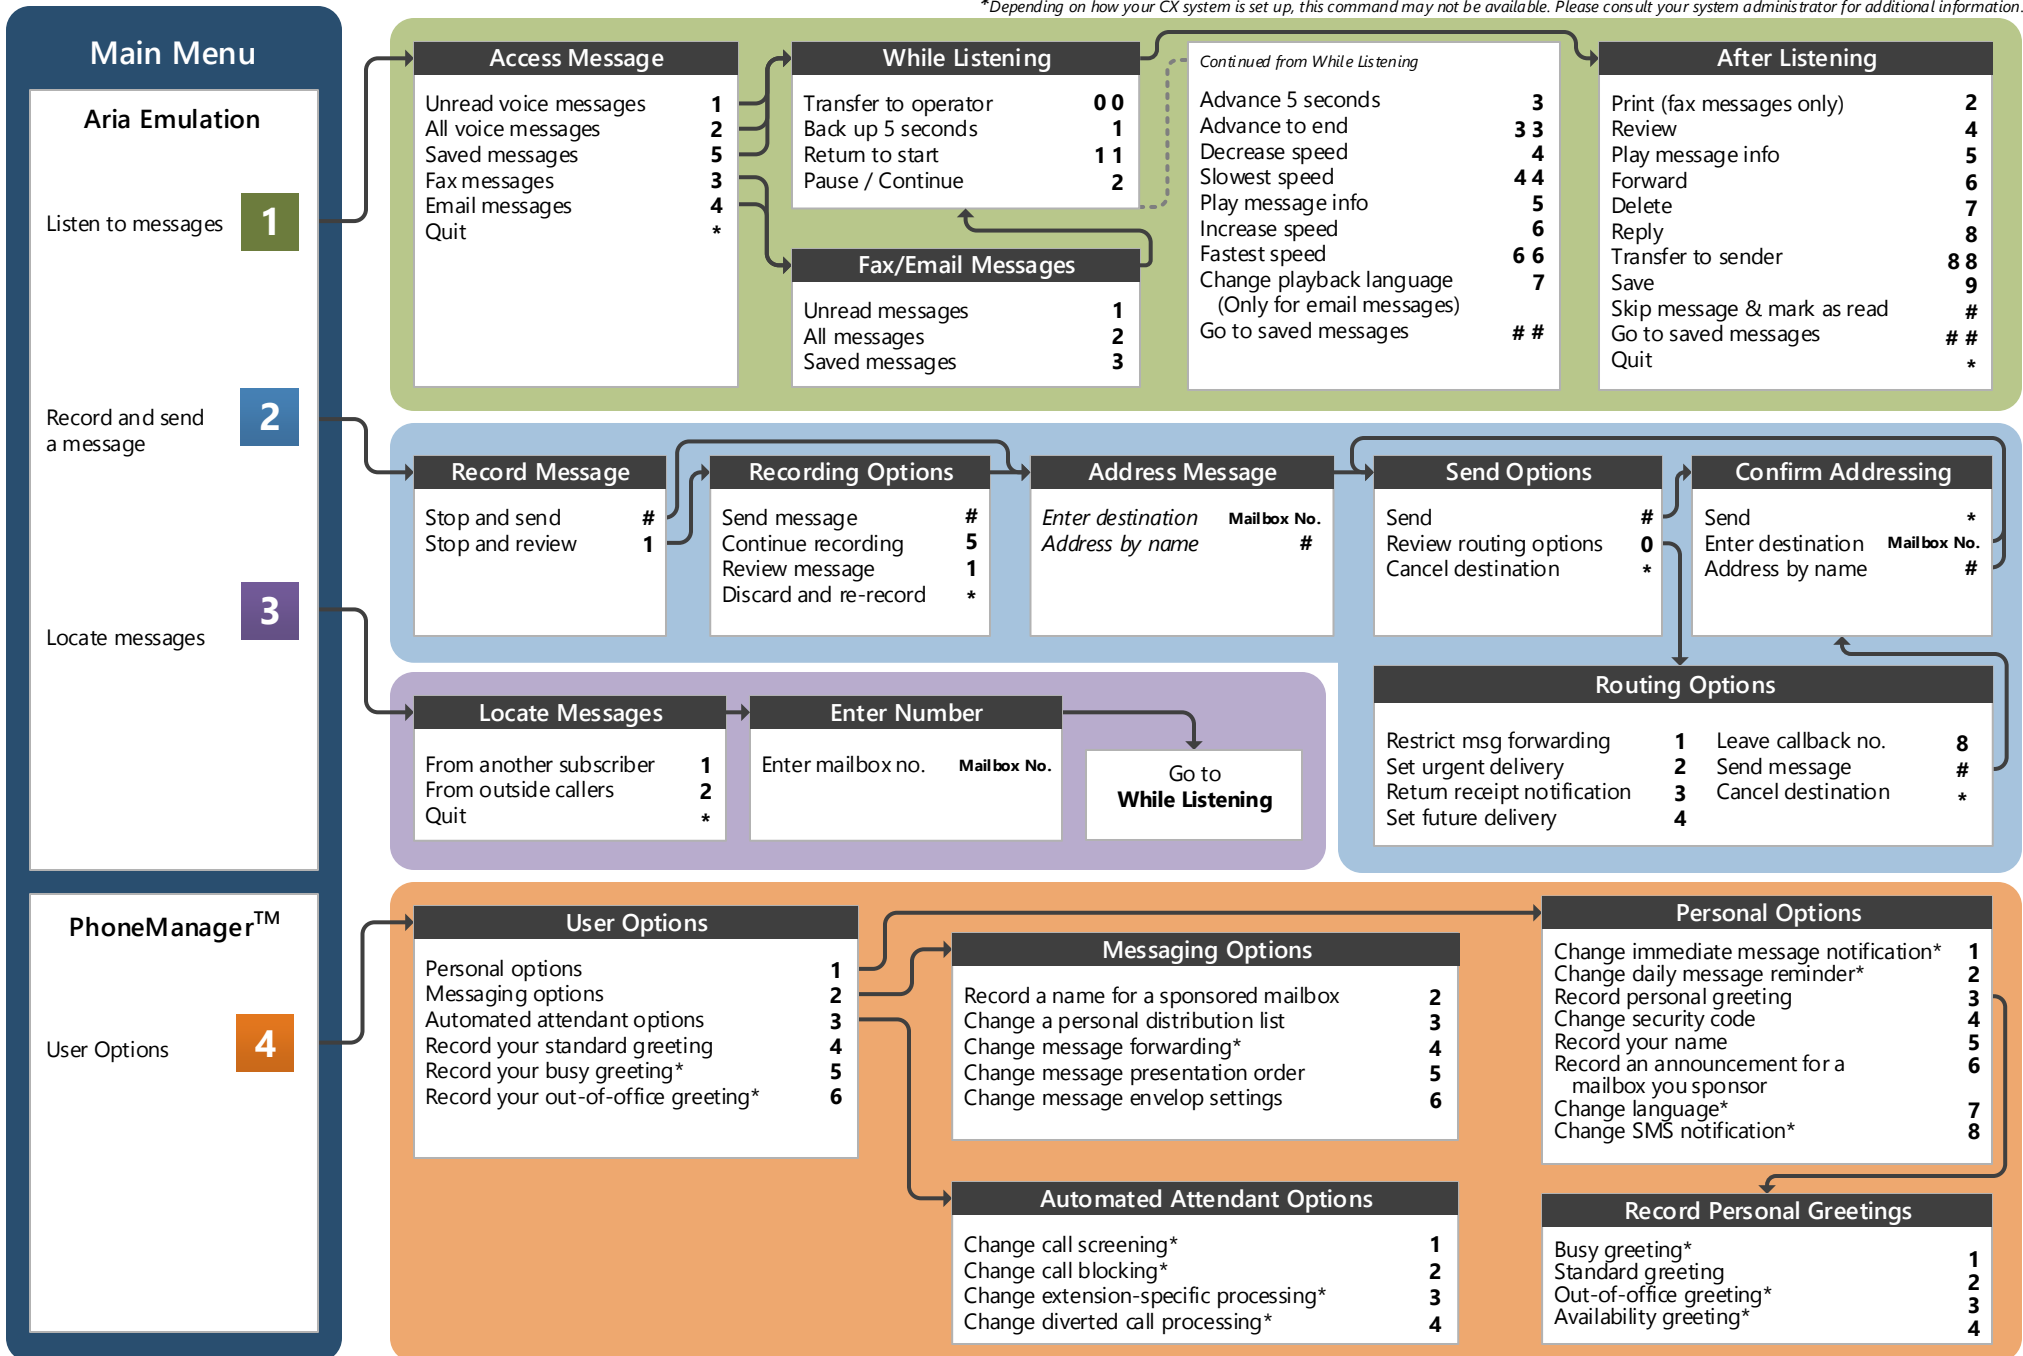 *Depending on how your CX system is set up, this command may not be available. Please consult your system administrator for additional information.
Main Menu
Aria Emulation
Listen to messages 1
Record and send
a message 2
Locate messages 3
PhoneManager™
User Options 4
Access Message
Unread voice messages 1
All voice messages 2
Saved messages 5
Fax messages 3
Email messages 4
Quit *
While Listening
Transfer to operator 0 0
Back up 5 seconds 1
Return to start 1 1
Pause / Continue 2
Fax/Email Messages
Unread messages 1
All messages 2
Saved messages 3
Continued from While Listening
Advance 5 seconds 3
Advance to end 3 3
Decrease speed 4
Slowest speed 4 4
Play message info 5
Increase speed 6
Fastest speed 6 6
Change playback language 7
(Only for email messages)
Go to saved messages # #
After Listening
Print (fax messages only) 2
Review 4
Play message info 5
Forward 6
Delete 7
Reply 8
Transfer to sender 8 8
Save 9
Skip message & mark as read #
Go to saved messages # #
Quit *
Record Message
Stop and send #
Stop and review 1
Recording Options
Send message #
Continue recording 5
Review message 1
Discard and re-record *
Address Message
Enter destination Mailbox No.
Address by name #
Send Options
Send #
Review routing options 0
Cancel destination *
Confirm Addressing
Send *
Enter destination Mailbox No.
Address by name #
Routing Options
Restrict msg forwarding 1
Set urgent delivery 2
Return receipt notification 3
Set future delivery 4
Leave callback no. 8
Send message #
Cancel destination *
Locate Messages
From another subscriber 1
From outside callers 2
Quit *
Enter Number
Enter mailbox no. Mailbox No.
Go to
While Listening
User Options
Personal options 1
Messaging options 2
Automated attendant options 3
Record your standard greeting 4
Record your busy greeting* 5
Record your out-of-office greeting* 6
Messaging Options
Record a name for a sponsored mailbox 2
Change a personal distribution list 3
Change message forwarding* 4
Change message presentation order 5
Change message envelop settings 6
Automated Attendant Options
Change call screening* 1
Change call blocking* 2
Change extension-specific processing* 3
Change diverted call processing* 4
Personal Options
Change immediate message notification* 1
Change daily message reminder* 2
Record personal greeting 3
Change security code 4
Record your name 5
Record an announcement for a 6
mailbox you sponsor
Change language* 7
Change SMS notification* 8
Record Personal Greetings
Busy greeting* 1
Standard greeting 2
Out-of-office greeting* 3
Availability greeting* 4